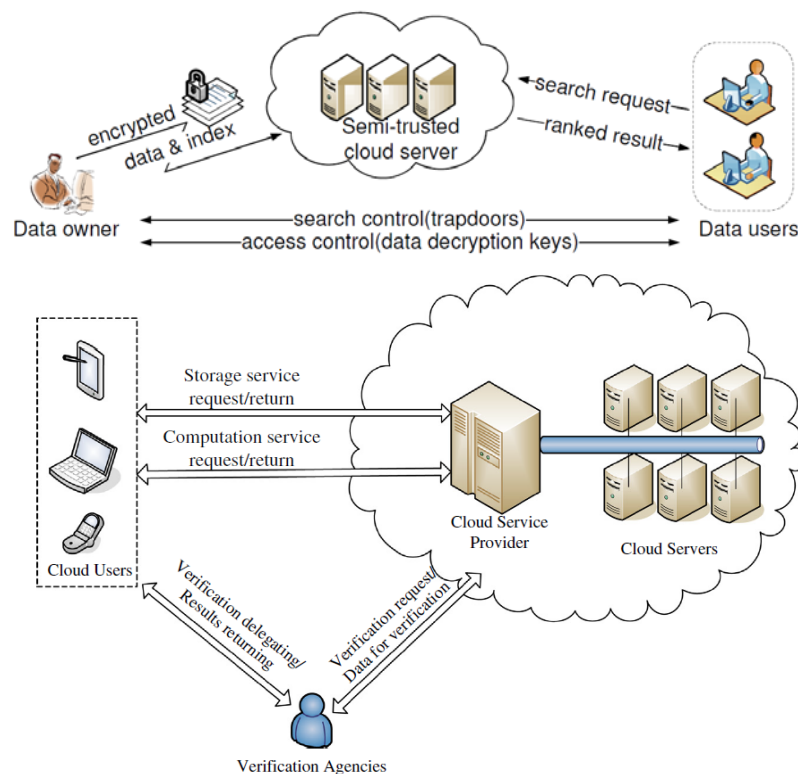 encrypted
data & index
Semi-trusted
cloud server
search request
ranked result
Data owner
search control(trapdoors)
access control(data decryption keys)
Data users
Storage service
request/return
Computation service
request/return
Cloud Users
Cloud Service
Provider
Cloud Servers
Verification delegating/
Results returning
Verification request/
Data for verification
Verification Agencies